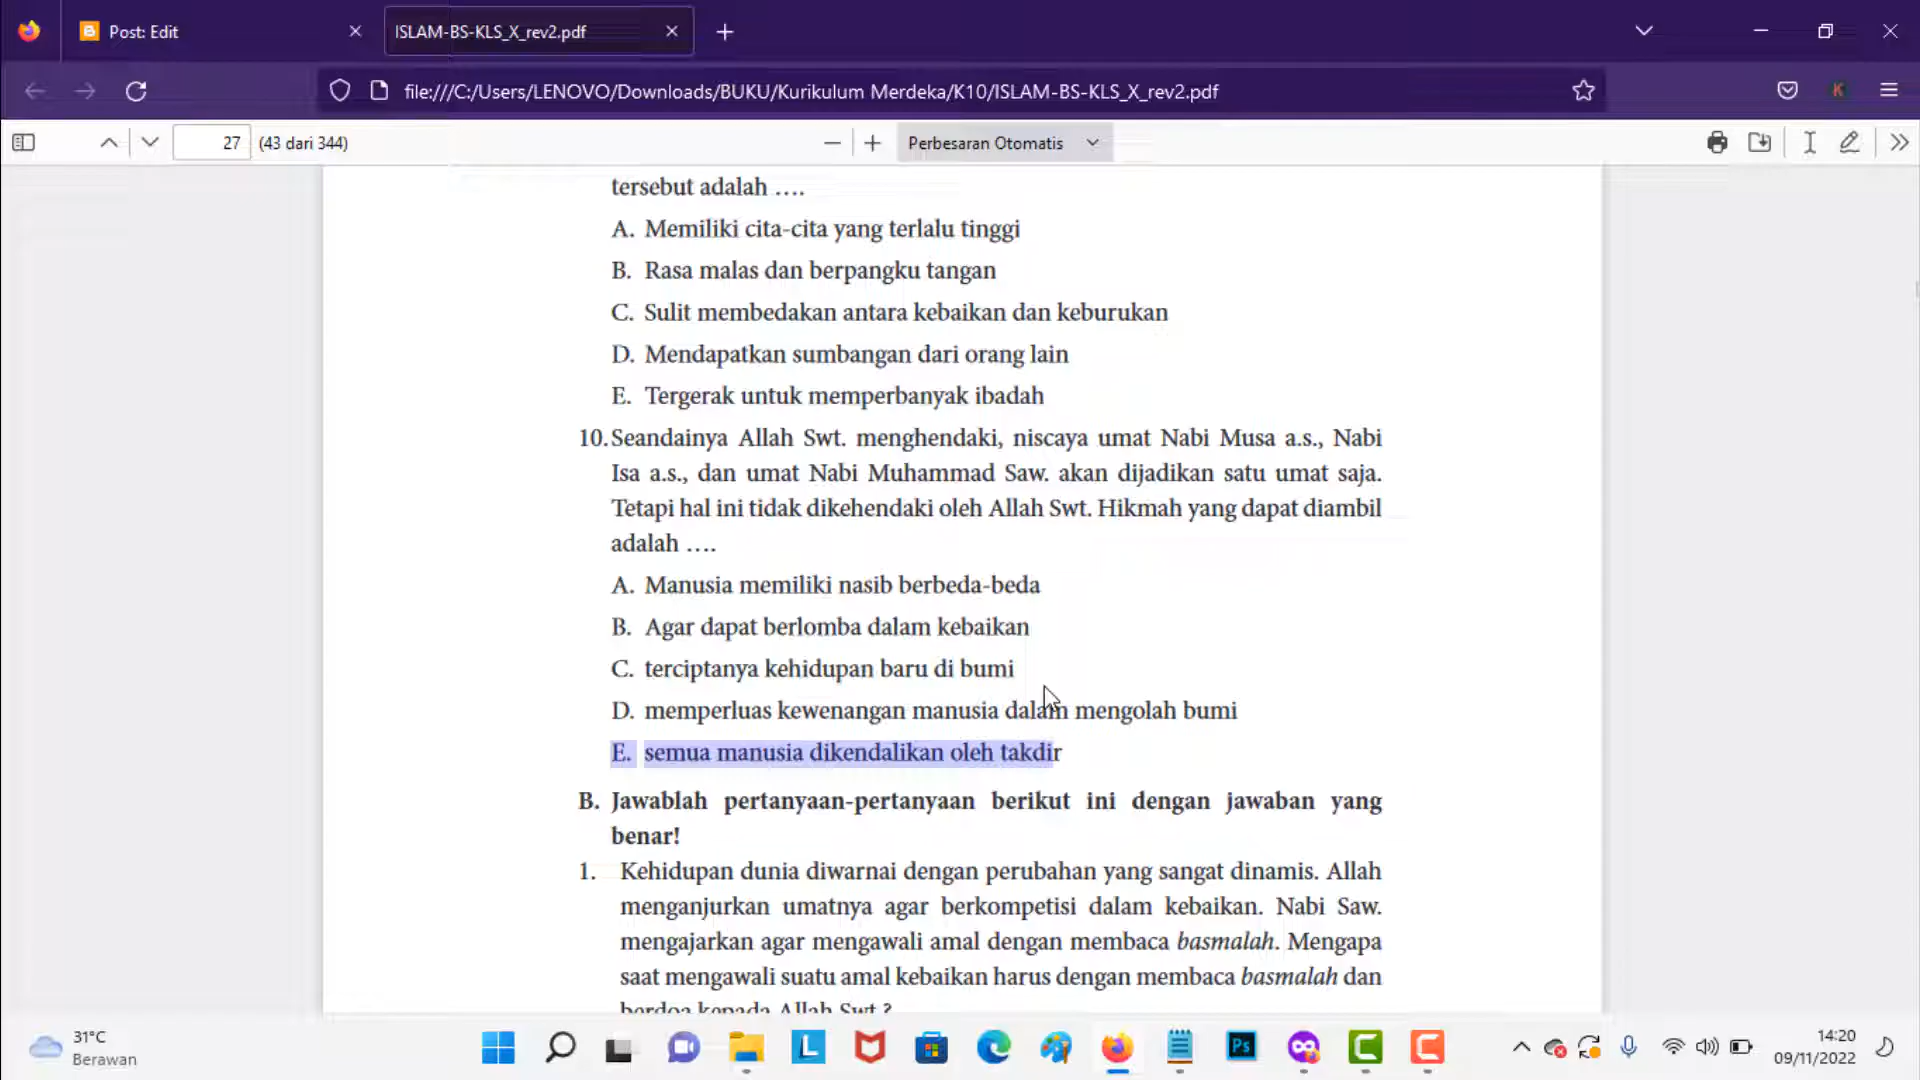 Post: Edit
ISLAM-BS-KLS_X_rev2.pdf
file:///C:/Users/LENOVO/Downloads/BUKU/Kurikulum Merdeka/K10/ISLAM-BS-KLS_X_rev2.pdf
K
27 (43 dari 344)
Perbesaran Otomatis
tersebut adalah ….
A. Memiliki cita-cita yang terlalu tinggi
B. Rasa malas dan berpangku tangan
C. Sulit membedakan antara kebaikan dan keburukan
D. Mendapatkan sumbangan dari orang lain
E. Tergerak untuk memperbanyak ibadah
10. Seandainya Allah Swt. menghendaki, niscaya umat Nabi Musa a.s., Nabi
Isa a.s., dan umat Nabi Muhammad Saw. akan dijadikan satu umat saja.
Tetapi hal ini tidak dikehendaki oleh Allah Swt. Hikmah yang dapat diambil
adalah ….
A. Manusia memiliki nasib berbeda-beda
B. Agar dapat berlomba dalam kebaikan
C. terciptanya kehidupan baru di bumi
D. memperluas kewenangan manusia dalam mengolah bumi
E. semua manusia dikendalikan oleh takdir
B. Jawablah pertanyaan-pertanyaan berikut ini dengan jawaban yang
benar!
1. Kehidupan dunia diwarnai dengan perubahan yang sangat dinamis. Allah
menganjurkan umatnya agar berkompetisi dalam kebaikan. Nabi Saw.
mengajarkan agar mengawali amal dengan membaca basmalah. Mengapa
saat mengawali suatu amal kebaikan harus dengan membaca basmalah dan
berdoa kepada Allah Swt.?
31°C
Berawan
L
Ps
C
C
14:20
09/11/2022